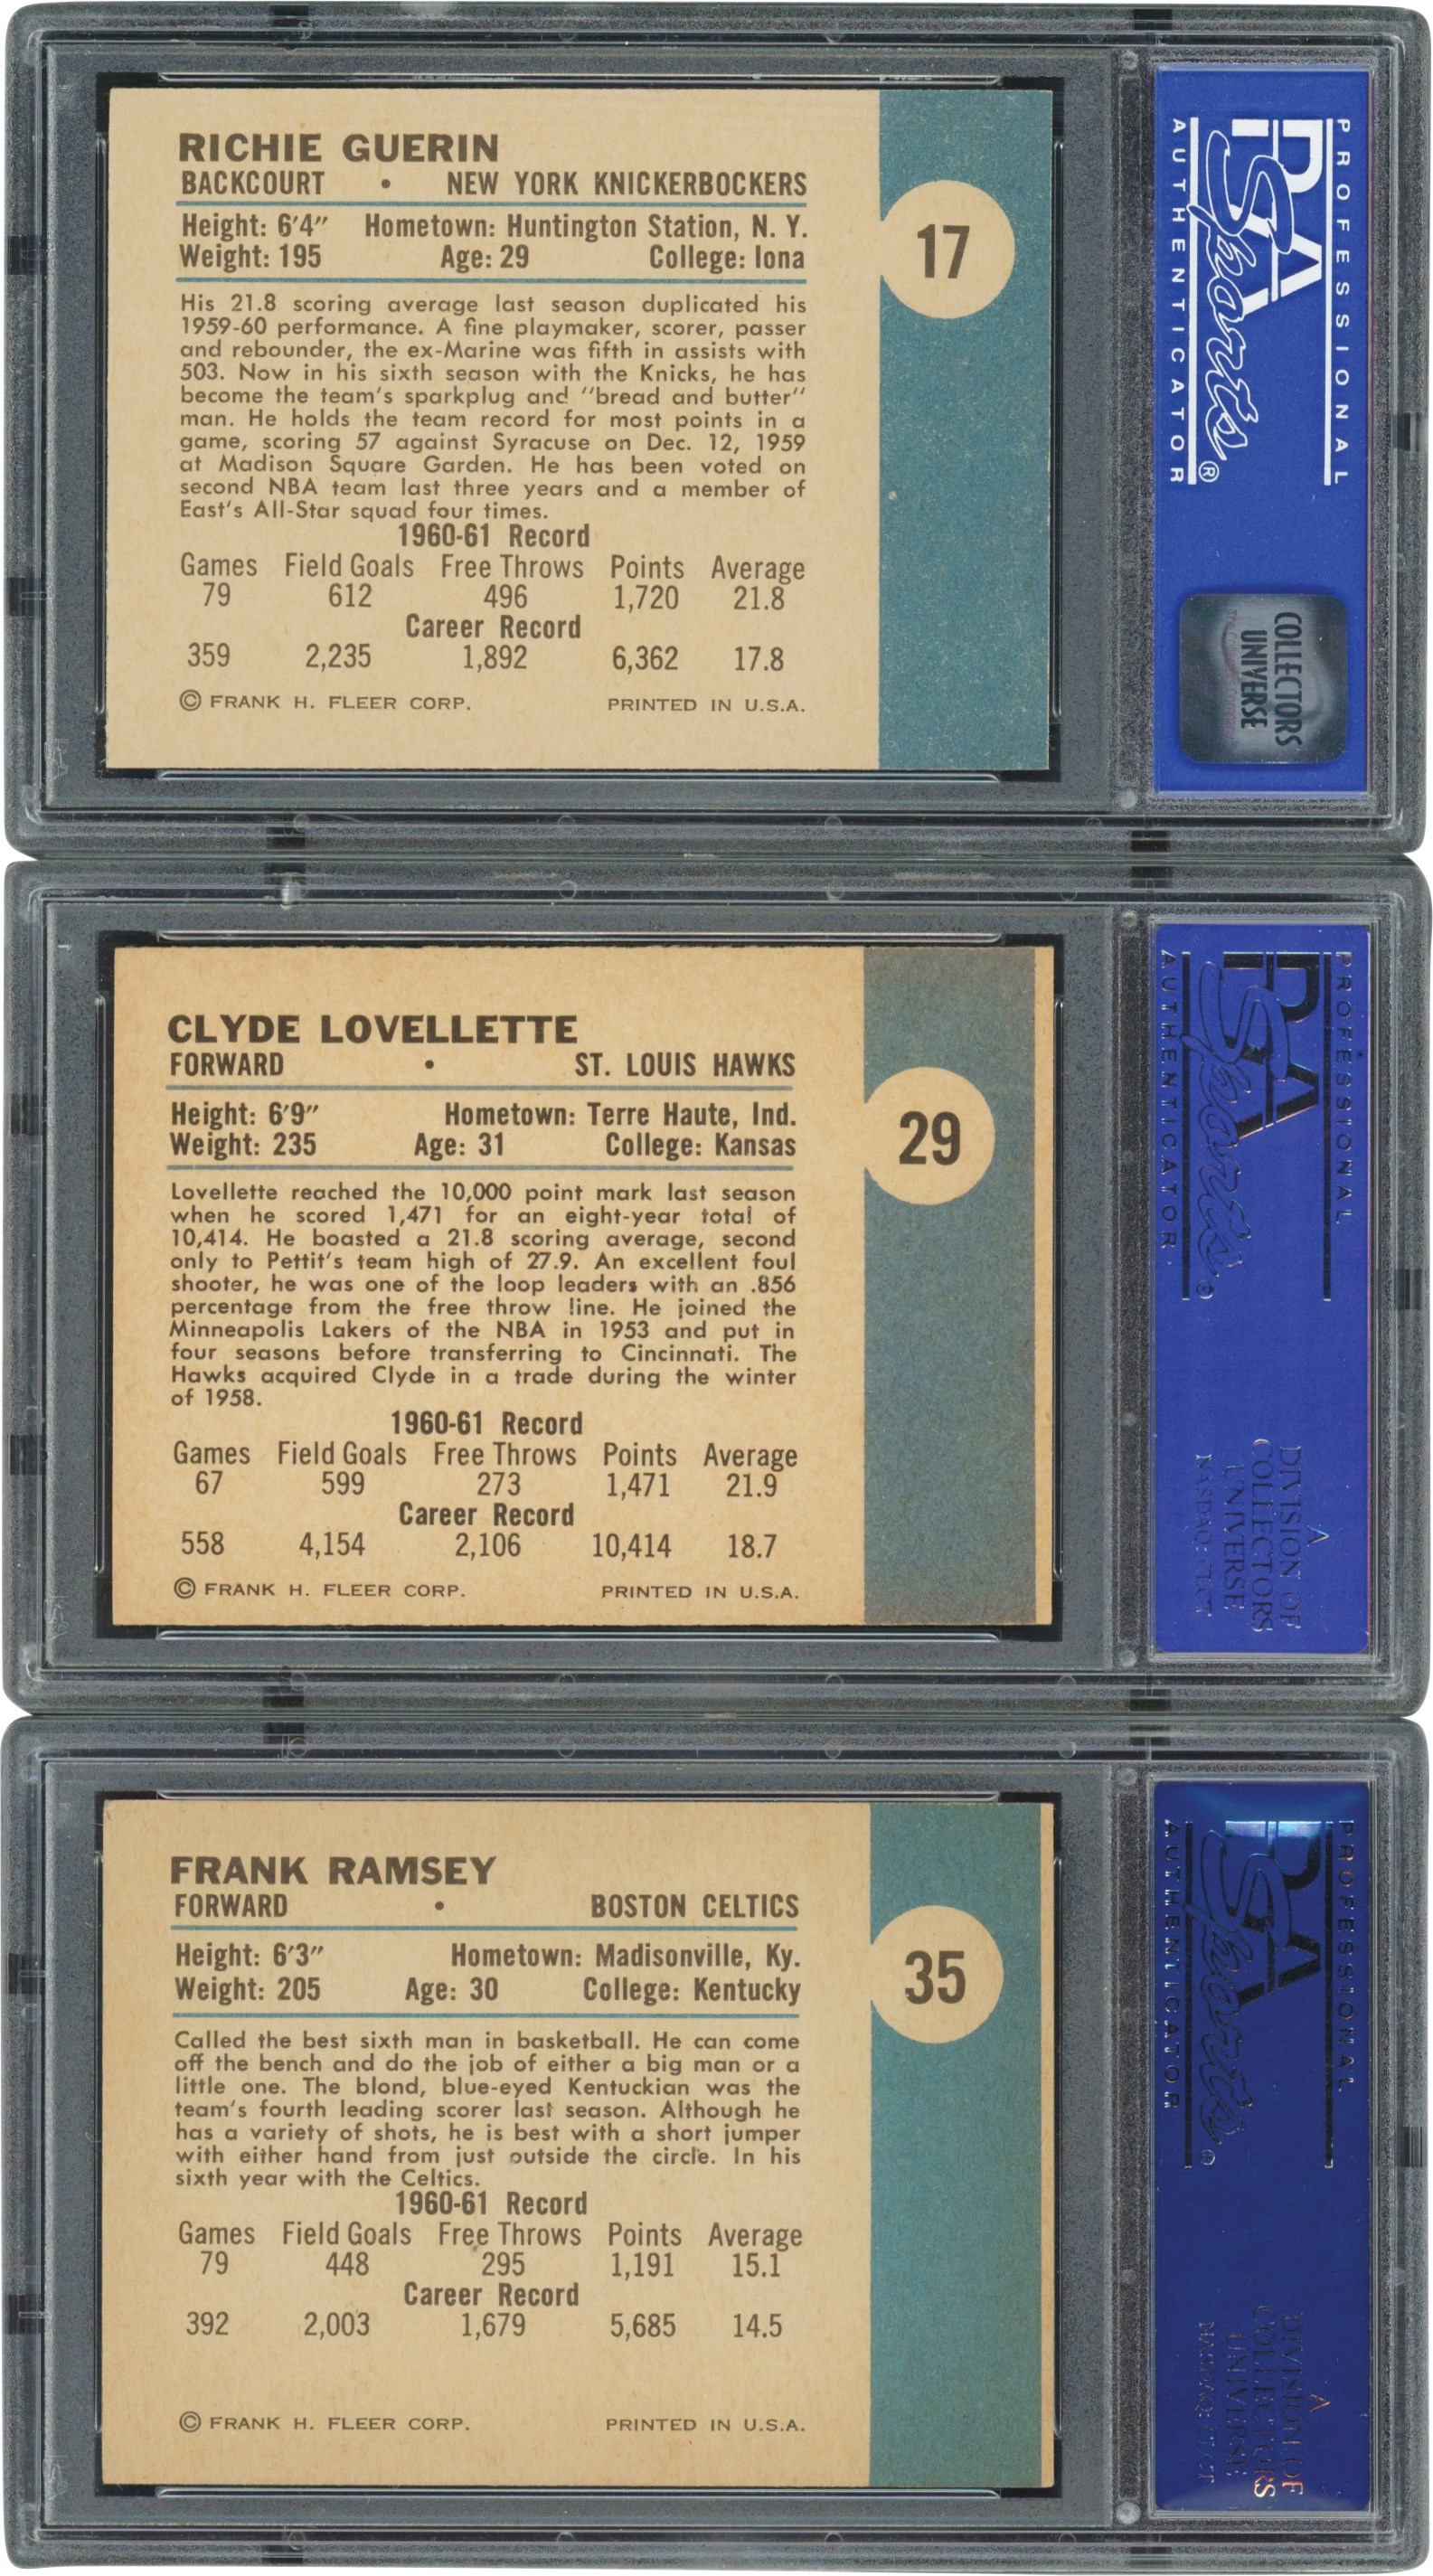 RICHIE GUERIN
BACKCOURT • NEW YORK KNICKERBOCKERS
Height: 6'4" Hometown: Huntington Station, N. Y.
Weight: 195 Age: 29 College: Iona
17
His 21.8 scoring average last season duplicated his
1959-60 performance. A fine playmaker, scorer, passer
and rebounder, the ex-Marine was fifth in assists with
503. Now in his sixth season with the Knicks, he has
become the team's sparkplug and "bread and butter"
man. He holds the team record for most points in a
game, scoring 57 against Syracuse on Dec. 12, 1959
at Madison Square Garden. He has been voted on
second NBA team last three years and a member of
East's All-Star squad four times.
1960-61 Record
Games Field Goals Free Throws Points Average
79 612 496 1,720 21.8
Career Record
359 2,235 1,892 6,362 17.8
© FRANK H. FLEER CORP. PRINTED IN U.S.A.
PROFESSIONAL
PSA
Sports®
AUTHENTICATOR
COLLECTORS
UNIVERSE
CLYDE LOVELLETTE
FORWARD • ST. LOUIS HAWKS
Height: 6'9" Hometown: Terre Haute, Ind.
Weight: 235 Age: 31 College: Kansas
29
Lovellette reached the 10,000 point mark last season
when he scored 1,471 for an eight-year total of
10,414. He boasted a 21.8 scoring average, second
only to Pettit's team high of 27.9. An excellent foul
shooter, he was one of the loop leaders with an .856
percentage from the free throw line. He joined the
Minneapolis Lakers of the NBA in 1953 and put in
four seasons before transferring to Cincinnati. The
Hawks acquired Clyde in a trade during the winter
of 1958.
1960-61 Record
Games Field Goals Free Throws Points Average
67 599 273 1,471 21.9
Career Record
558 4,154 2,106 10,414 18.7
© FRANK H. FLEER CORP. PRINTED IN U.S.A.
PROFESSIONAL
PSA
Sports®
AUTHENTICATOR
A
DIVISION OF
COLLECTORS
UNIVERSE
NASDAQ: CLCT
FRANK RAMSEY
FORWARD • BOSTON CELTICS
Height: 6'3" Hometown: Madisonville, Ky.
Weight: 205 Age: 30 College: Kentucky
35
Called the best sixth man in basketball. He can come
off the bench and do the job of either a big man or a
little one. The blond, blue-eyed Kentuckian was the
team's fourth leading scorer last season. Although he
has a variety of shots, he is best with a short jumper
with either hand from just outside the circle. In his
sixth year with the Celtics.
1960-61 Record
Games Field Goals Free Throws Points Average
79 448 295 1,191 15.1
Career Record
392 2,003 1,679 5,685 14.5
© FRANK H. FLEER CORP. PRINTED IN U.S.A.
PROFESSIONAL
PSA
Sports®
AUTHENTICATOR
A
DIVISION OF
COLLECTORS
UNIVERSE
NASDAQ: CLCT